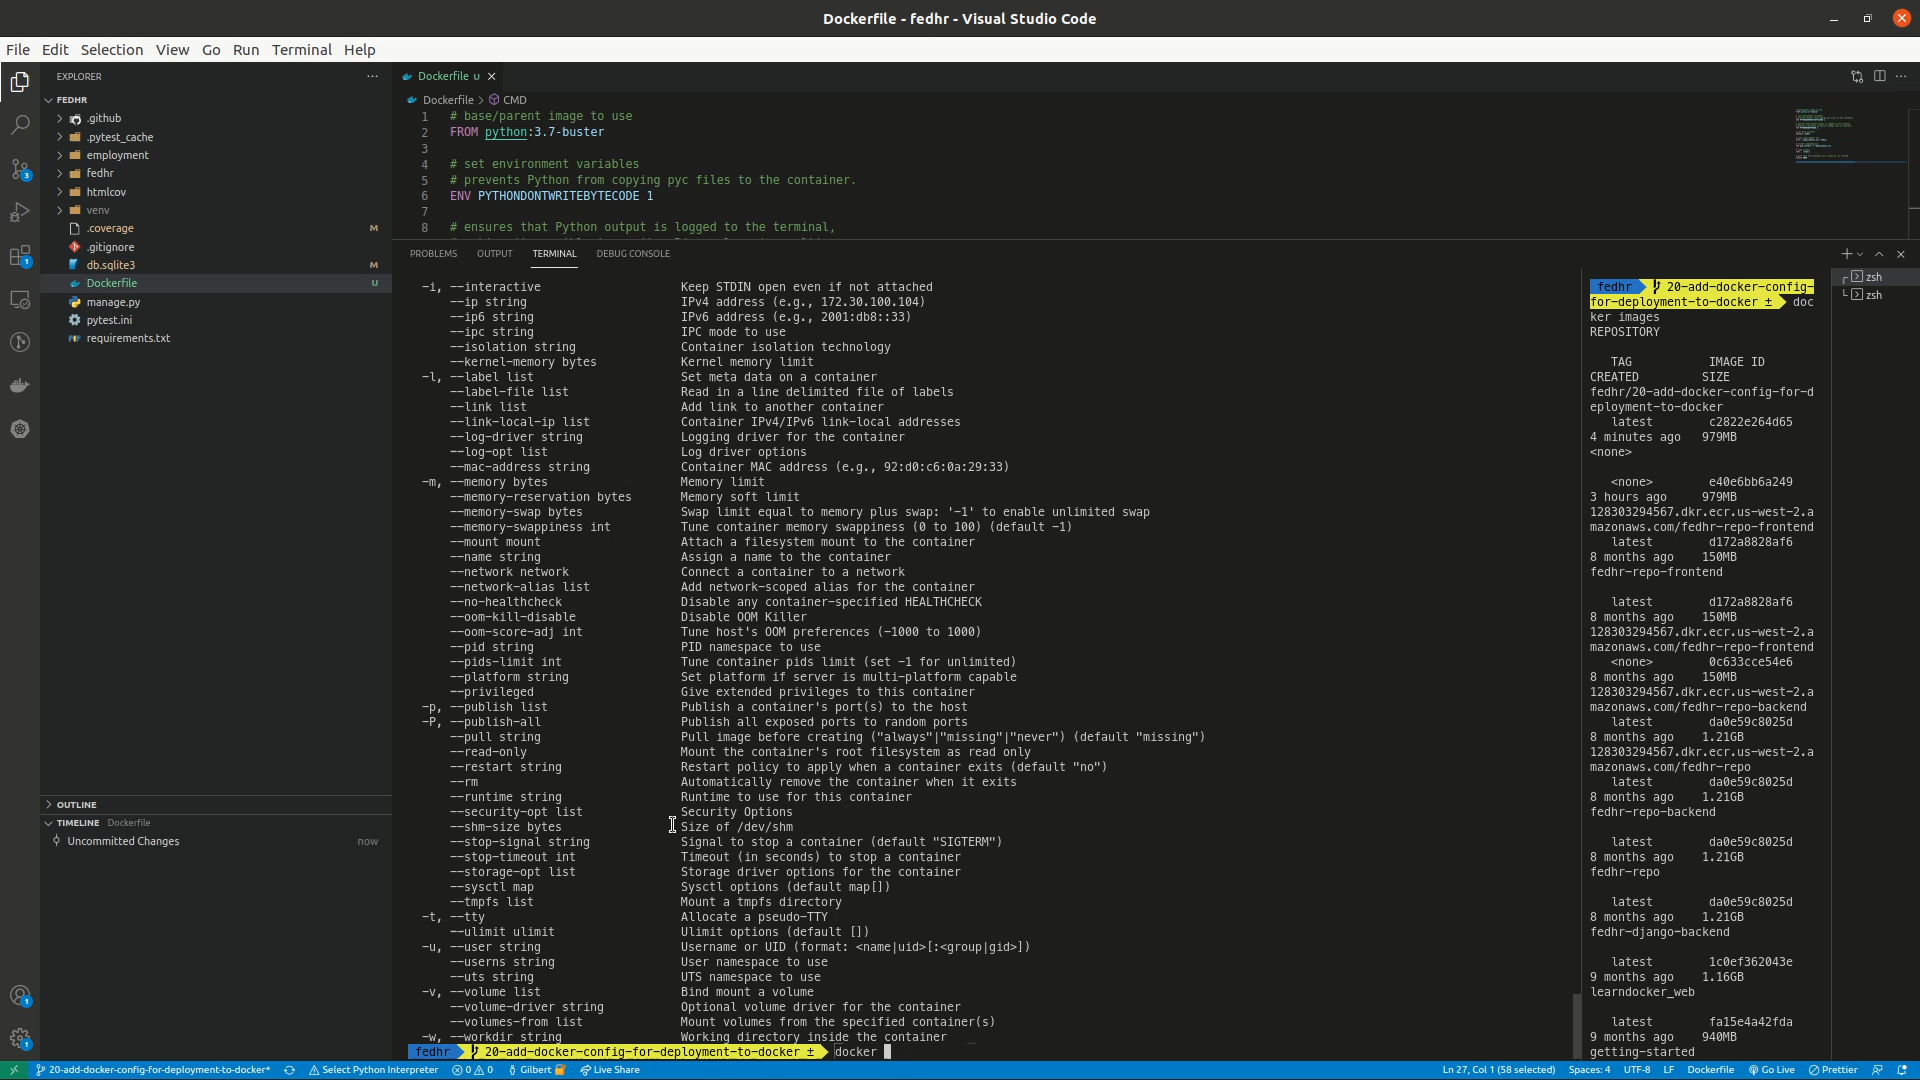 Dockerfile - fedhr - Visual Studio Code
File Edit Selection View Go Run Terminal Help
EXPLORER
FEDHR
.github
.pytest_cache
employment
fedhr
htmlcov
venv
.coverage M
.gitignore
db.sqlite3 M
Dockerfile U
manage.py
pytest.ini
requirements.txt
OUTLINE
TIMELINE Dockerfile
Uncommitted Changes now
3
1
1
1
Dockerfile U
Dockerfile > CMD
1 # base/parent image to use
2 FROM python:3.7-buster
3
4 # set environment variables
5 # prevents Python from copying pyc files to the container.
6 ENV PYTHONDONTWRITEBYTECODE 1
7
8 # ensures that Python output is logged to the terminal,
PROBLEMS OUTPUT TERMINAL DEBUG CONSOLE
-i, --interactive Keep STDIN open even if not attached
--ip string IPv4 address (e.g., 172.30.100.104)
--ip6 string IPv6 address (e.g., 2001:db8::33)
--ipc string IPC mode to use
--isolation string Container isolation technology
--kernel-memory bytes Kernel memory limit
-l, --label list Set meta data on a container
--label-file list Read in a line delimited file of labels
--link list Add link to another container
--link-local-ip list Container IPv4/IPv6 link-local addresses
--log-driver string Logging driver for the container
--log-opt list Log driver options
--mac-address string Container MAC address (e.g., 92:d0:c6:0a:29:33)
-m, --memory bytes Memory limit
--memory-reservation bytes Memory soft limit
--memory-swap bytes Swap limit equal to memory plus swap: '-1' to enable unlimited swap
--memory-swappiness int Tune container memory swappiness (0 to 100) (default -1)
--mount mount Attach a filesystem mount to the container
--name string Assign a name to the container
--network network Connect a container to a network
--network-alias list Add network-scoped alias for the container
--no-healthcheck Disable any container-specified HEALTHCHECK
--oom-kill-disable Disable OOM Killer
--oom-score-adj int Tune host's OOM preferences (-1000 to 1000)
--pid string PID namespace to use
--pids-limit int Tune container pids limit (set -1 for unlimited)
--platform string Set platform if server is multi-platform capable
--privileged Give extended privileges to this container
-p, --publish list Publish a container's port(s) to the host
-P, --publish-all Publish all exposed ports to random ports
--pull string Pull image before creating ("always"|"missing"|"never") (default "missing")
--read-only Mount the container's root filesystem as read only
--restart string Restart policy to apply when a container exits (default "no")
--rm Automatically remove the container when it exits
--runtime string Runtime to use for this container
--security-opt list Security Options
--shm-size bytes Size of /dev/shm
--stop-signal string Signal to stop a container (default "SIGTERM")
--stop-timeout int Timeout (in seconds) to stop a container
--storage-opt list Storage driver options for the container
--sysctl map Sysctl options (default map[])
--tmpfs list Mount a tmpfs directory
-t, --tty Allocate a pseudo-TTY
--ulimit ulimit Ulimit options (default [])
-u, --user string Username or UID (format: <name|uid>[:<group|gid>])
--userns string User namespace to use
--uts string UTS namespace to use
-v, --volume list Bind mount a volume
--volume-driver string Optional volume driver for the container
--volumes-from list Mount volumes from the specified container(s)
-w, --workdir string Working directory inside the container
fedhr 20-add-docker-config-for-deployment-to-docker ± docker
fedhr 20-add-docker-config-
for-deployment-to-docker ± doc
ker images
REPOSITORY
TAG IMAGE ID
CREATED SIZE
fedhr/20-add-docker-config-for-d
eployment-to-docker
latest c2822e264d65
4 minutes ago 979MB
<none>
<none> e40e6bb6a249
3 hours ago 979MB
128303294567.dkr.ecr.us-west-2.a
mazonaws.com/fedhr-repo-frontend
latest d172a8828af6
8 months ago 150MB
fedhr-repo-frontend
latest d172a8828af6
8 months ago 150MB
128303294567.dkr.ecr.us-west-2.a
mazonaws.com/fedhr-repo-frontend
<none> 0c633cce54e6
8 months ago 150MB
128303294567.dkr.ecr.us-west-2.a
mazonaws.com/fedhr-repo-backend
latest da0e59c8025d
8 months ago 1.21GB
128303294567.dkr.ecr.us-west-2.a
mazonaws.com/fedhr-repo
latest da0e59c8025d
8 months ago 1.21GB
fedhr-repo-backend
latest da0e59c8025d
8 months ago 1.21GB
fedhr-repo
latest da0e59c8025d
8 months ago 1.21GB
fedhr-django-backend
latest 1c0ef362043e
9 months ago 1.16GB
learndocker_web
latest fa15e4a42fda
9 months ago 940MB
getting-started
zsh
zsh
20-add-docker-config-for-deployment-to-docker* Select Python Interpreter 0 0 Gilbert Live Share Ln 27, Col 1 (58 selected) Spaces: 4 UTF-8 LF Dockerfile Go Live Prettier